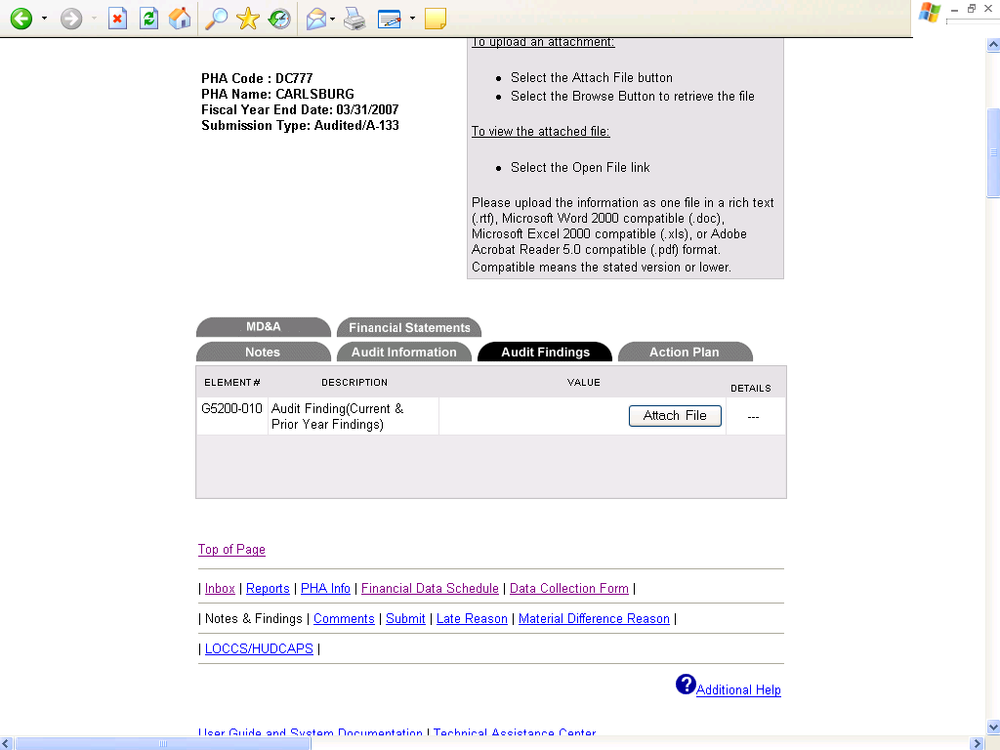 To upload an attachment:
PHA Code : DC777
PHA Name: CARLSBURG
Fiscal Year End Date: 03/31/2007
Submission Type: Audited/A-133
• Select the Attach File button
• Select the Browse Button to retrieve the file
To view the attached file:
• Select the Open File link
Please upload the information as one file in a rich text
(.rtf), Microsoft Word 2000 compatible (.doc),
Microsoft Excel 2000 compatible (.xls), or Adobe
Acrobat Reader 5.0 compatible (.pdf) format.
Compatible means the stated version or lower.
MD&A Financial Statements
Notes Audit Information Audit Findings Action Plan
ELEMENT # DESCRIPTION VALUE DETAILS
G5200-010 Audit Finding(Current &
Prior Year Findings) Attach File ---
Top of Page
| Inbox | Reports | PHA Info | Financial Data Schedule | Data Collection Form |
| Notes & Findings | Comments | Submit | Late Reason | Material Difference Reason |
| LOCCS/HUDCAPS |
? Additional Help
User Guide and System Documentation | Technical Assistance Center